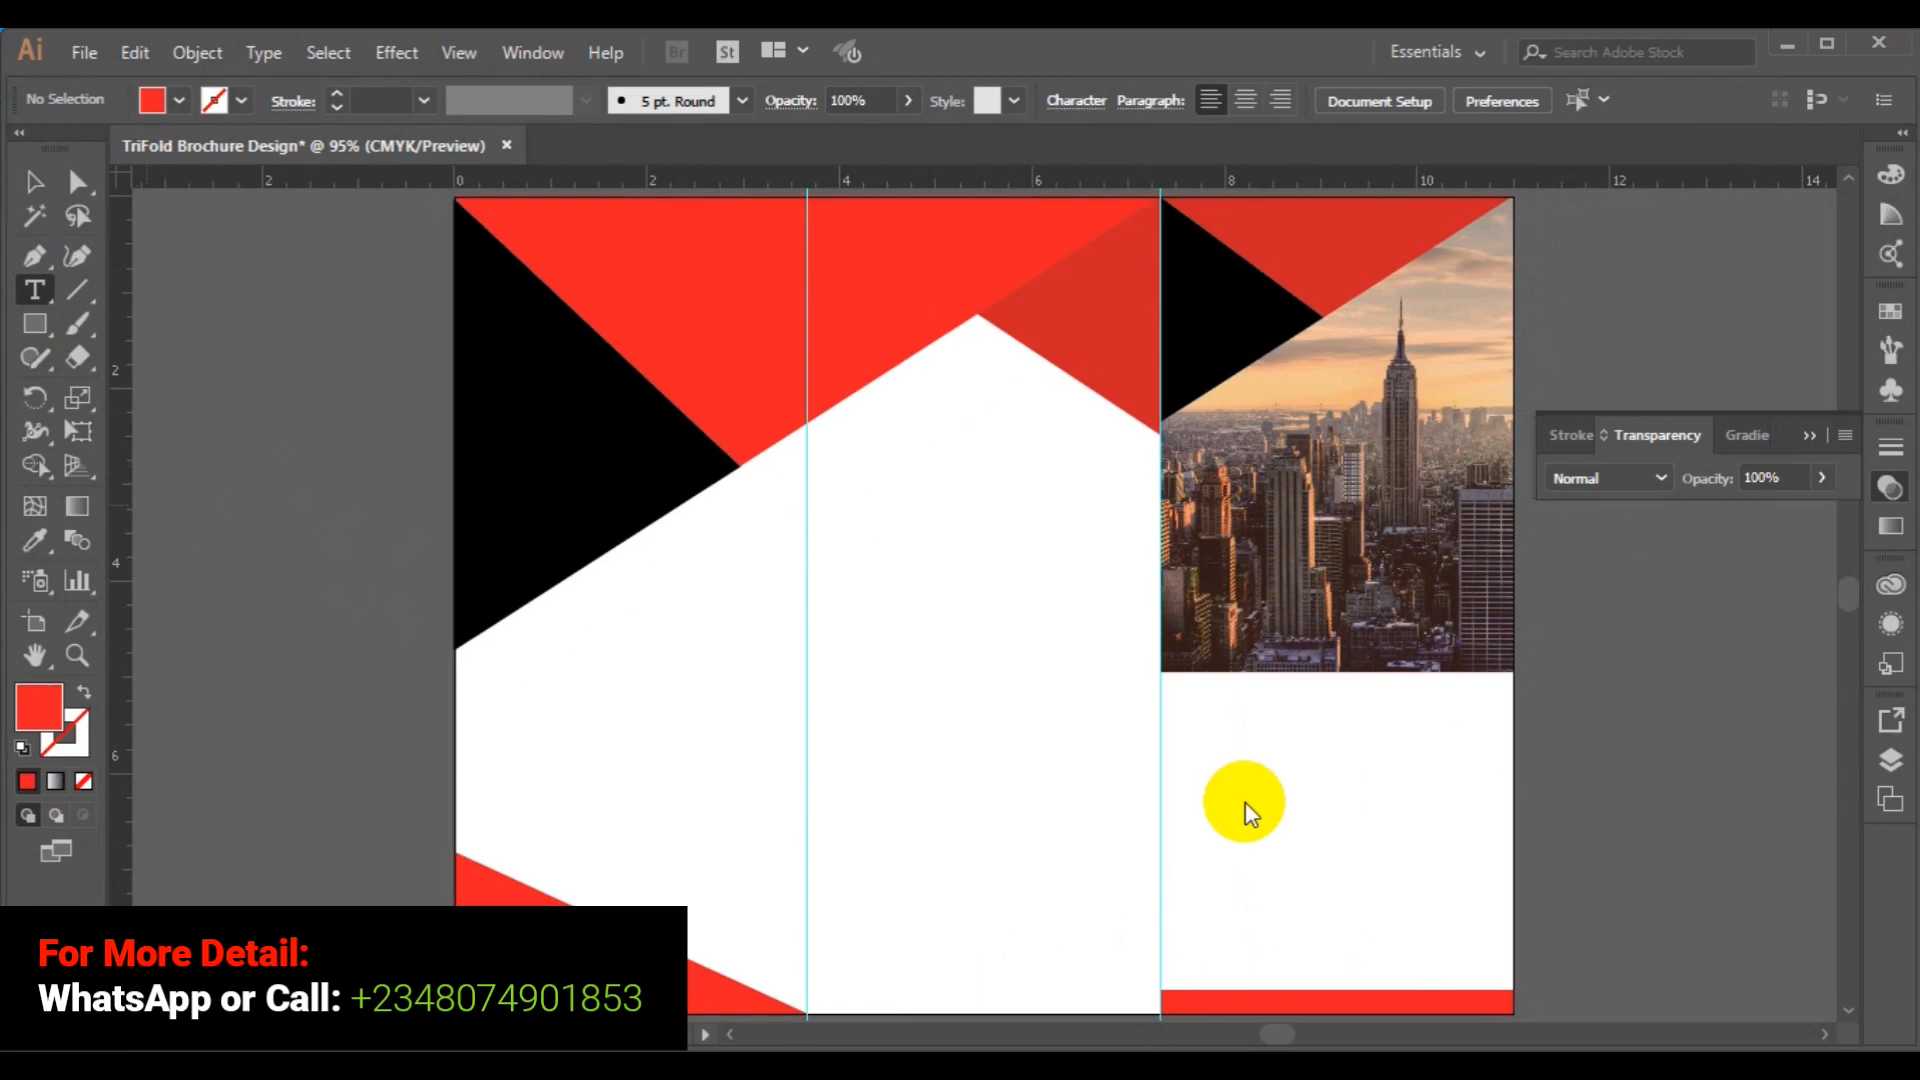 Ai File Edit Object Type Select Effect View Window Help Br St Essentials Search Adobe Stock
No Selection Stroke: 5 pt. Round Opacity: 100% Style: Character Paragraph: Document Setup Preferences
TriFold Brochure Design* @ 95% (CMYK/Preview)
2 0 2 4 6 8 10 12 14
2
4
6
Stroke Transparency Gradie
Normal Opacity: 100%
For More Detail:
WhatsApp or Call: +2348074901853